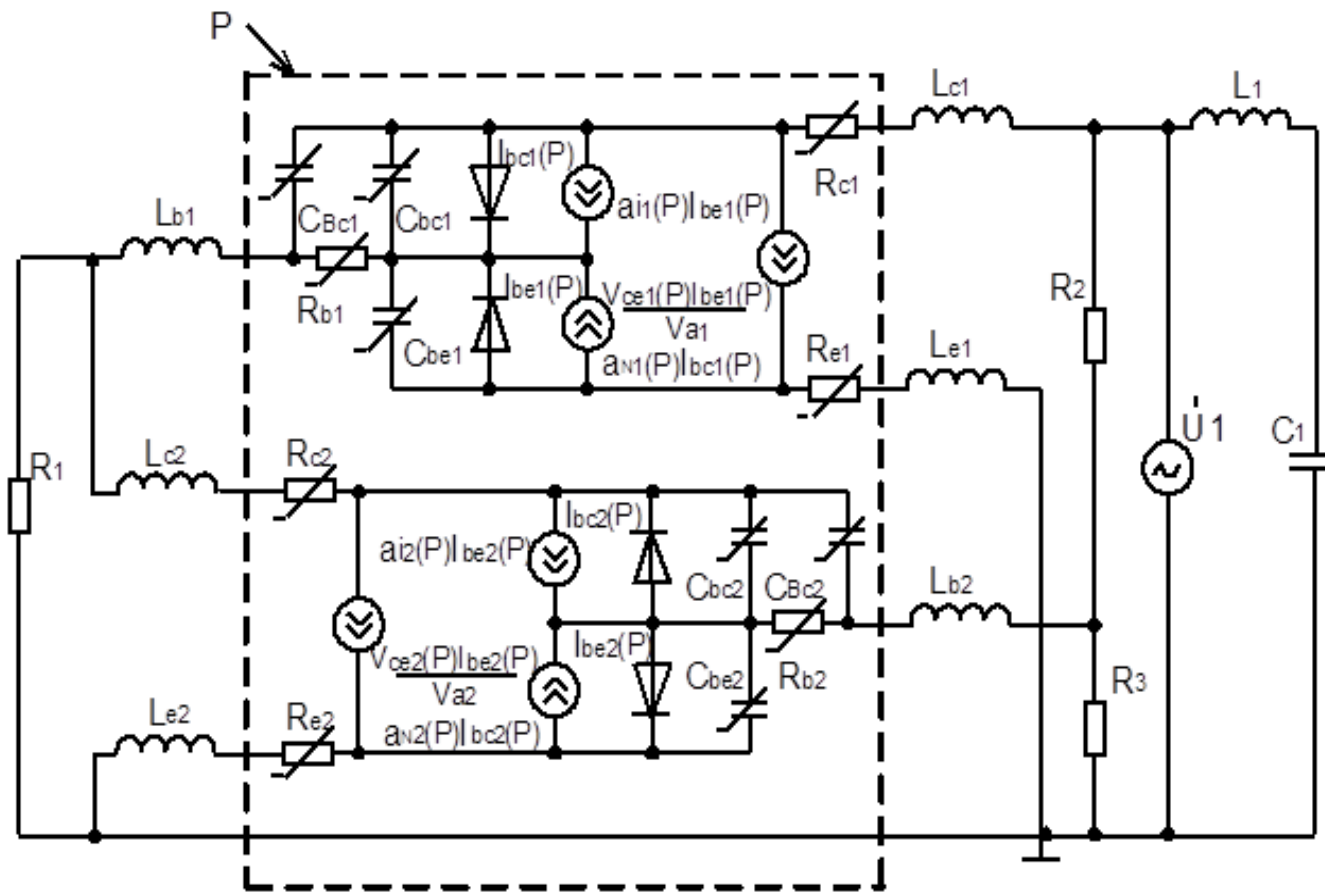 P
Lc1
L1
Ibc1(P)
Rc1
ai1(P)Ibe1(P)
Lb1
CBc1
Cbc1
Ibe1(P)
Vce1(P)Ibe1(P)
Va1
Rb1
R2
Cbe1
Re1
Le1
aN1(P)Ibc1(P)
U̇1
C1
R1
Lc2
Rc2
Ibc2(P)
ai2(P)Ibe2(P)
Cbc2
CBc2
Lb2
Ibe2(P)
Vce2(P)Ibe2(P)
Va2
Cbe2
Rb2
R3
Le2
Re2
aN2(P)Ibc2(P)